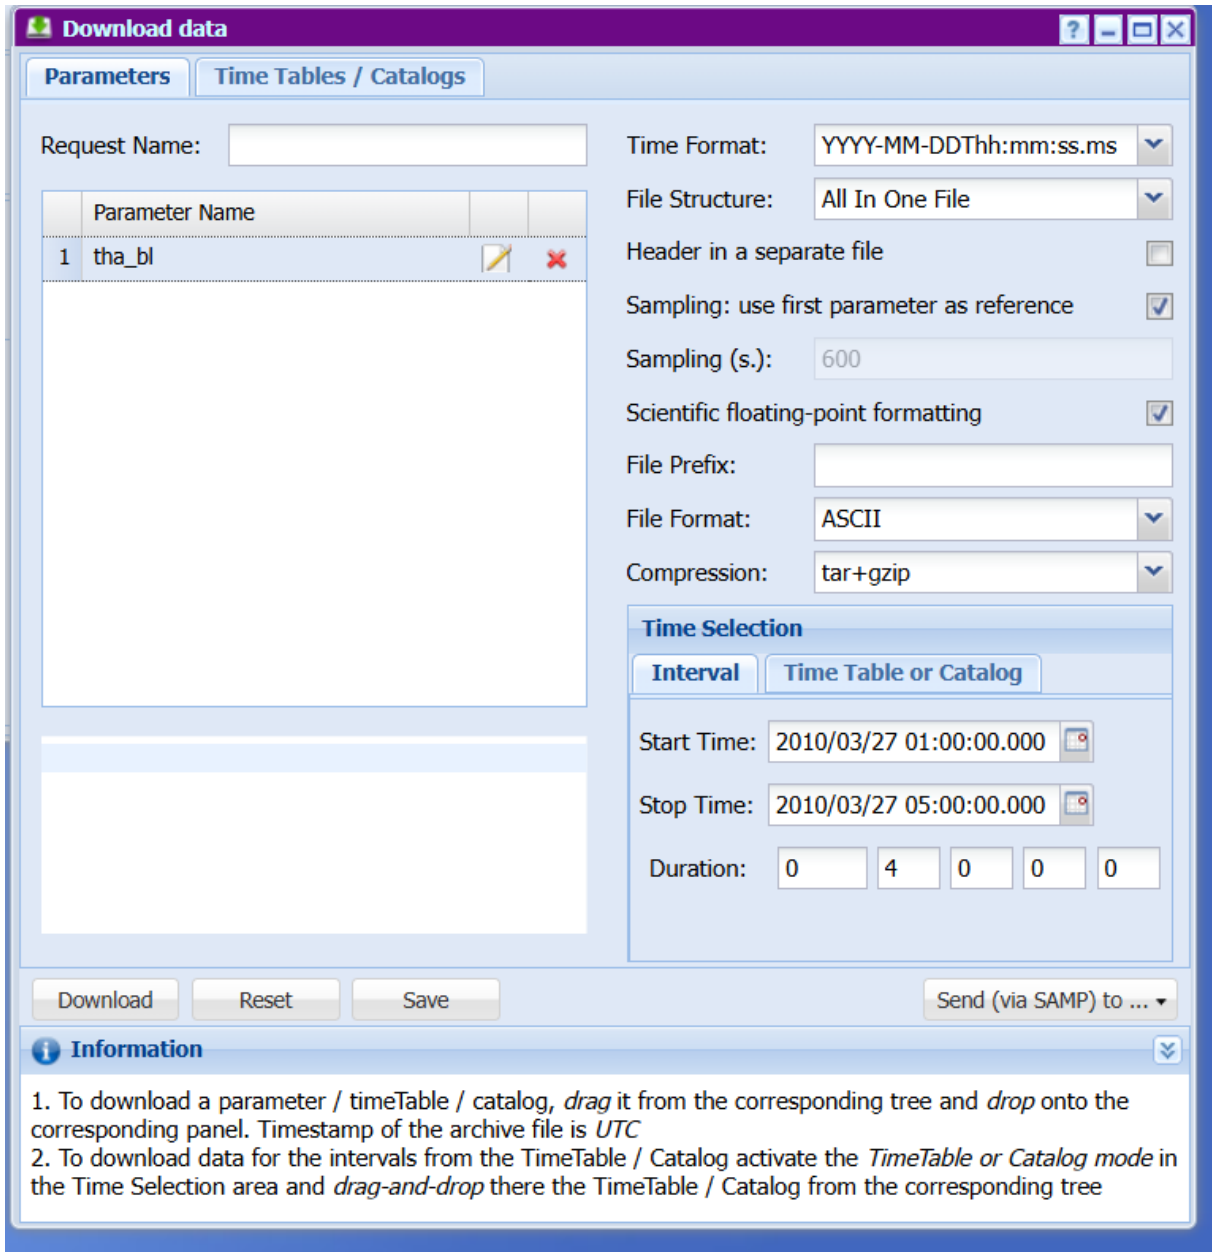 Download data
?
Parameters
Time Tables / Catalogs
Request Name:
Parameter Name
1 tha_bl
Time Format: YYYY-MM-DDThh:mm:ss.ms
File Structure: All In One File
Header in a separate file
Sampling: use first parameter as reference
Sampling (s.): 600
Scientific floating-point formatting
File Prefix:
File Format: ASCII
Compression: tar+gzip
Time Selection
Interval
Time Table or Catalog
Start Time: 2010/03/27 01:00:00.000
Stop Time: 2010/03/27 05:00:00.000
Duration: 0 4 0 0 0
Download
Reset
Save
Send (via SAMP) to ...
i Information
1. To download a parameter / timeTable / catalog, drag it from the corresponding tree and drop onto the
corresponding panel. Timestamp of the archive file is UTC
2. To download data for the intervals from the TimeTable / Catalog activate the TimeTable or Catalog mode in
the Time Selection area and drag-and-drop there the TimeTable / Catalog from the corresponding tree